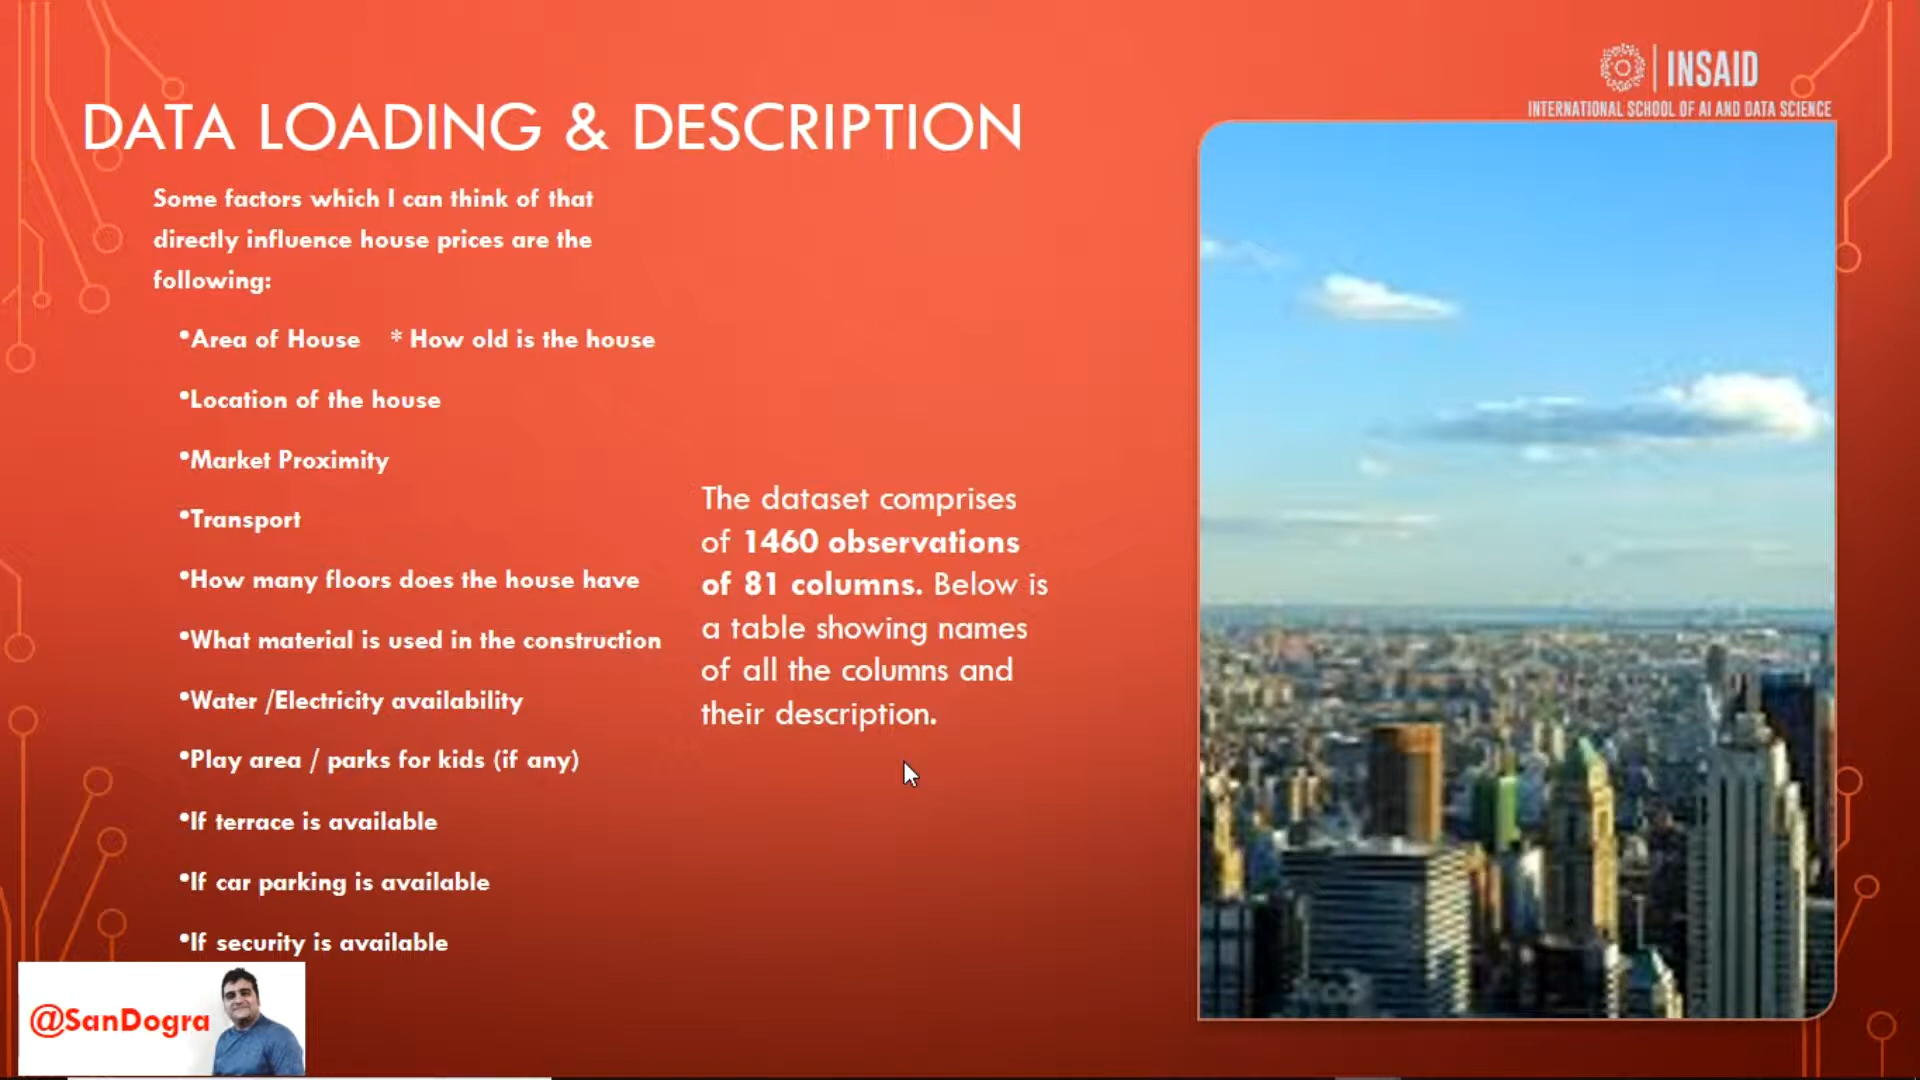 INSAID
INTERNATIONAL SCHOOL OF AI AND DATA SCIENCE
DATA LOADING & DESCRIPTION
Some factors which I can think of that
directly influence house prices are the
following:
•Area of House * How old is the house
•Location of the house
•Market Proximity
•Transport
•How many floors does the house have
•What material is used in the construction
•Water /Electricity availability
•Play area / parks for kids (if any)
•If terrace is available
•If car parking is available
•If security is available
The dataset comprises
of 1460 observations
of 81 columns. Below is
a table showing names
of all the columns and
their description.
@SanDogra